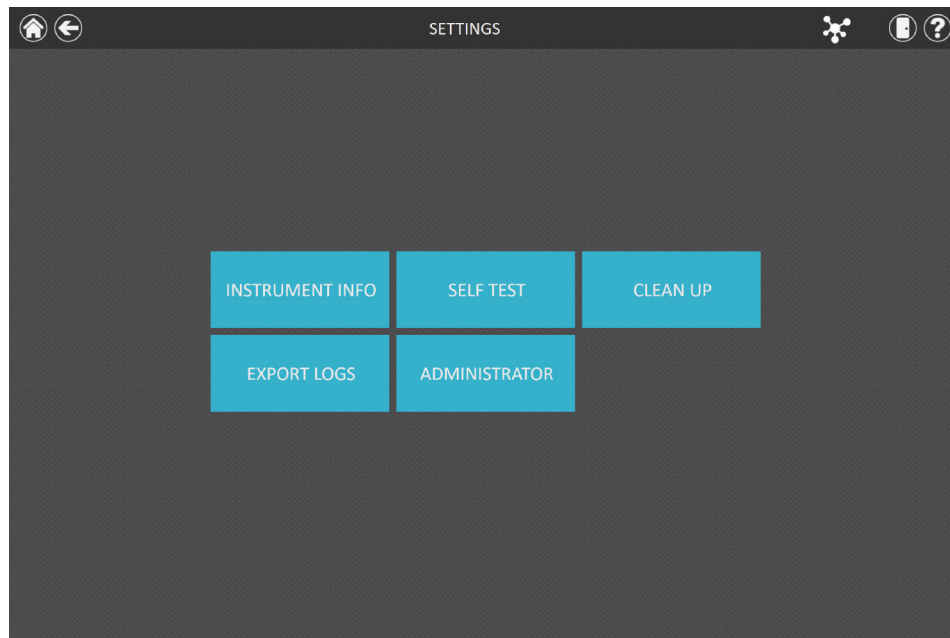 SETTINGS
?
INSTRUMENT INFO
SELF TEST
CLEAN UP
EXPORT LOGS
ADMINISTRATOR